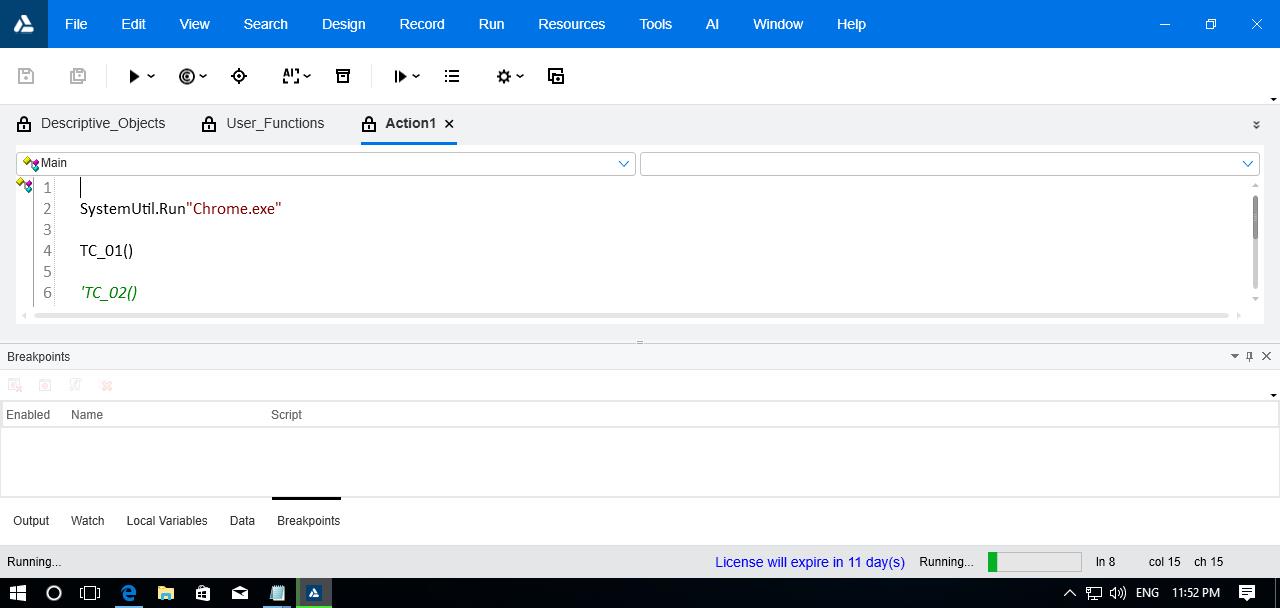 File Edit View Search Design Record Run Resources Tools AI Window Help
AI
Descriptive_Objects User_Functions Action1
Main
1
2 SystemUtil.Run"Chrome.exe"
3
4 TC_01()
5
6 'TC_02()
Breakpoints
Enabled Name Script
Output Watch Local Variables Data Breakpoints
Running... License will expire in 11 day(s) Running... ln 8 col 15 ch 15
ENG 11:52 PM